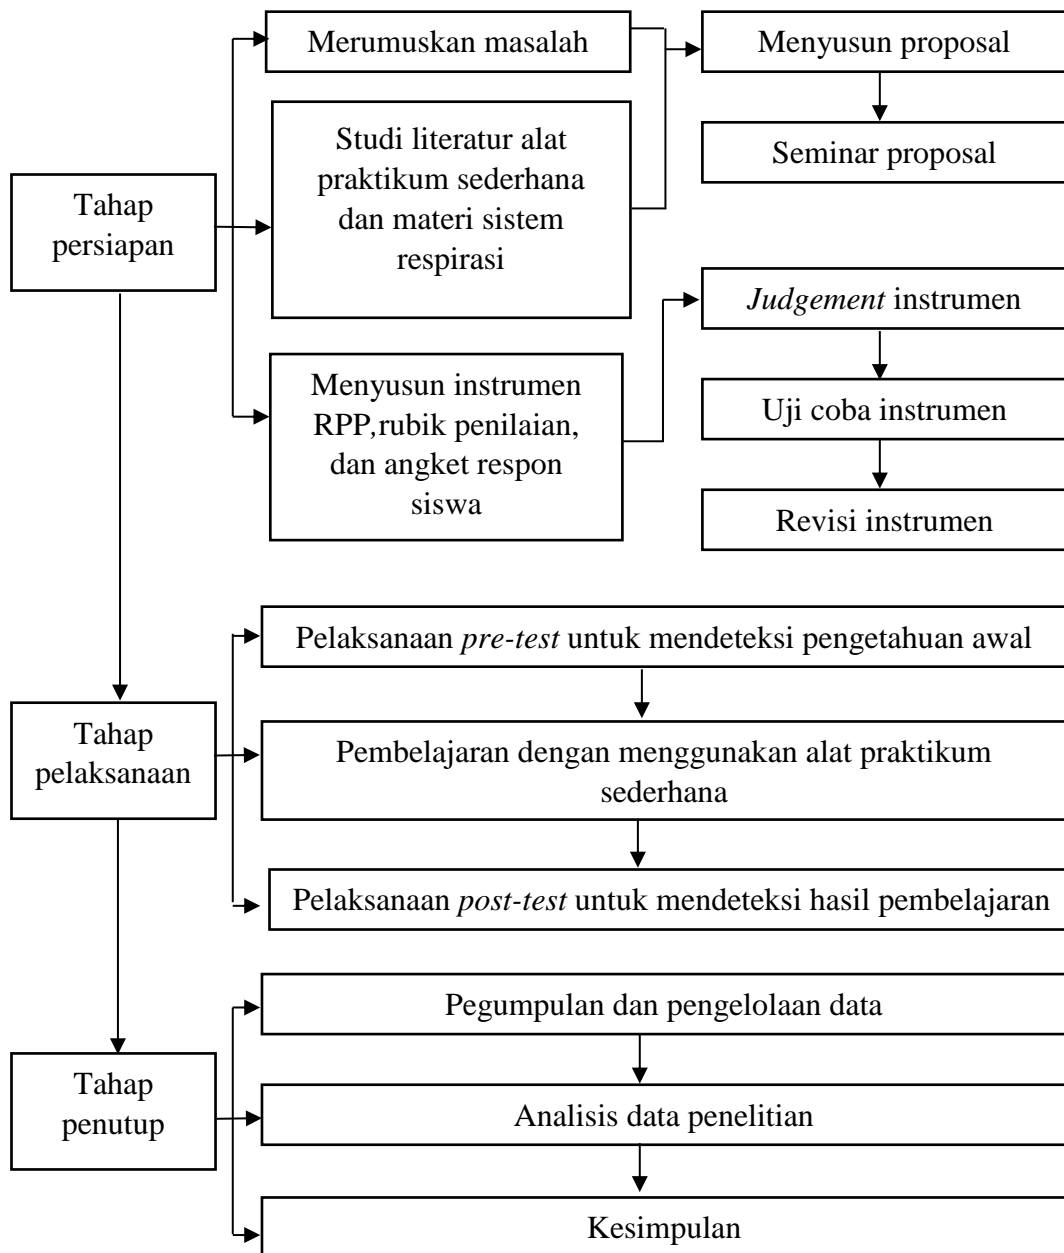 Merumuskan masalah
Menyusun proposal
Studi literatur alat
praktikum sederhana
dan materi sistem
respirasi
Seminar proposal
Tahap
persiapan
Judgement instrumen
Menyusun instrumen
RPP,rubik penilaian,
dan angket respon
siswa
Uji coba instrumen
Revisi instrumen
Pelaksanaan pre-test untuk mendeteksi pengetahuan awal
Tahap
pelaksanaan
Pembelajaran dengan menggunakan alat praktikum
sederhana
Pelaksanaan post-test untuk mendeteksi hasil pembelajaran
Pegumpulan dan pengelolaan data
Tahap
penutup
Analisis data penelitian
Kesimpulan